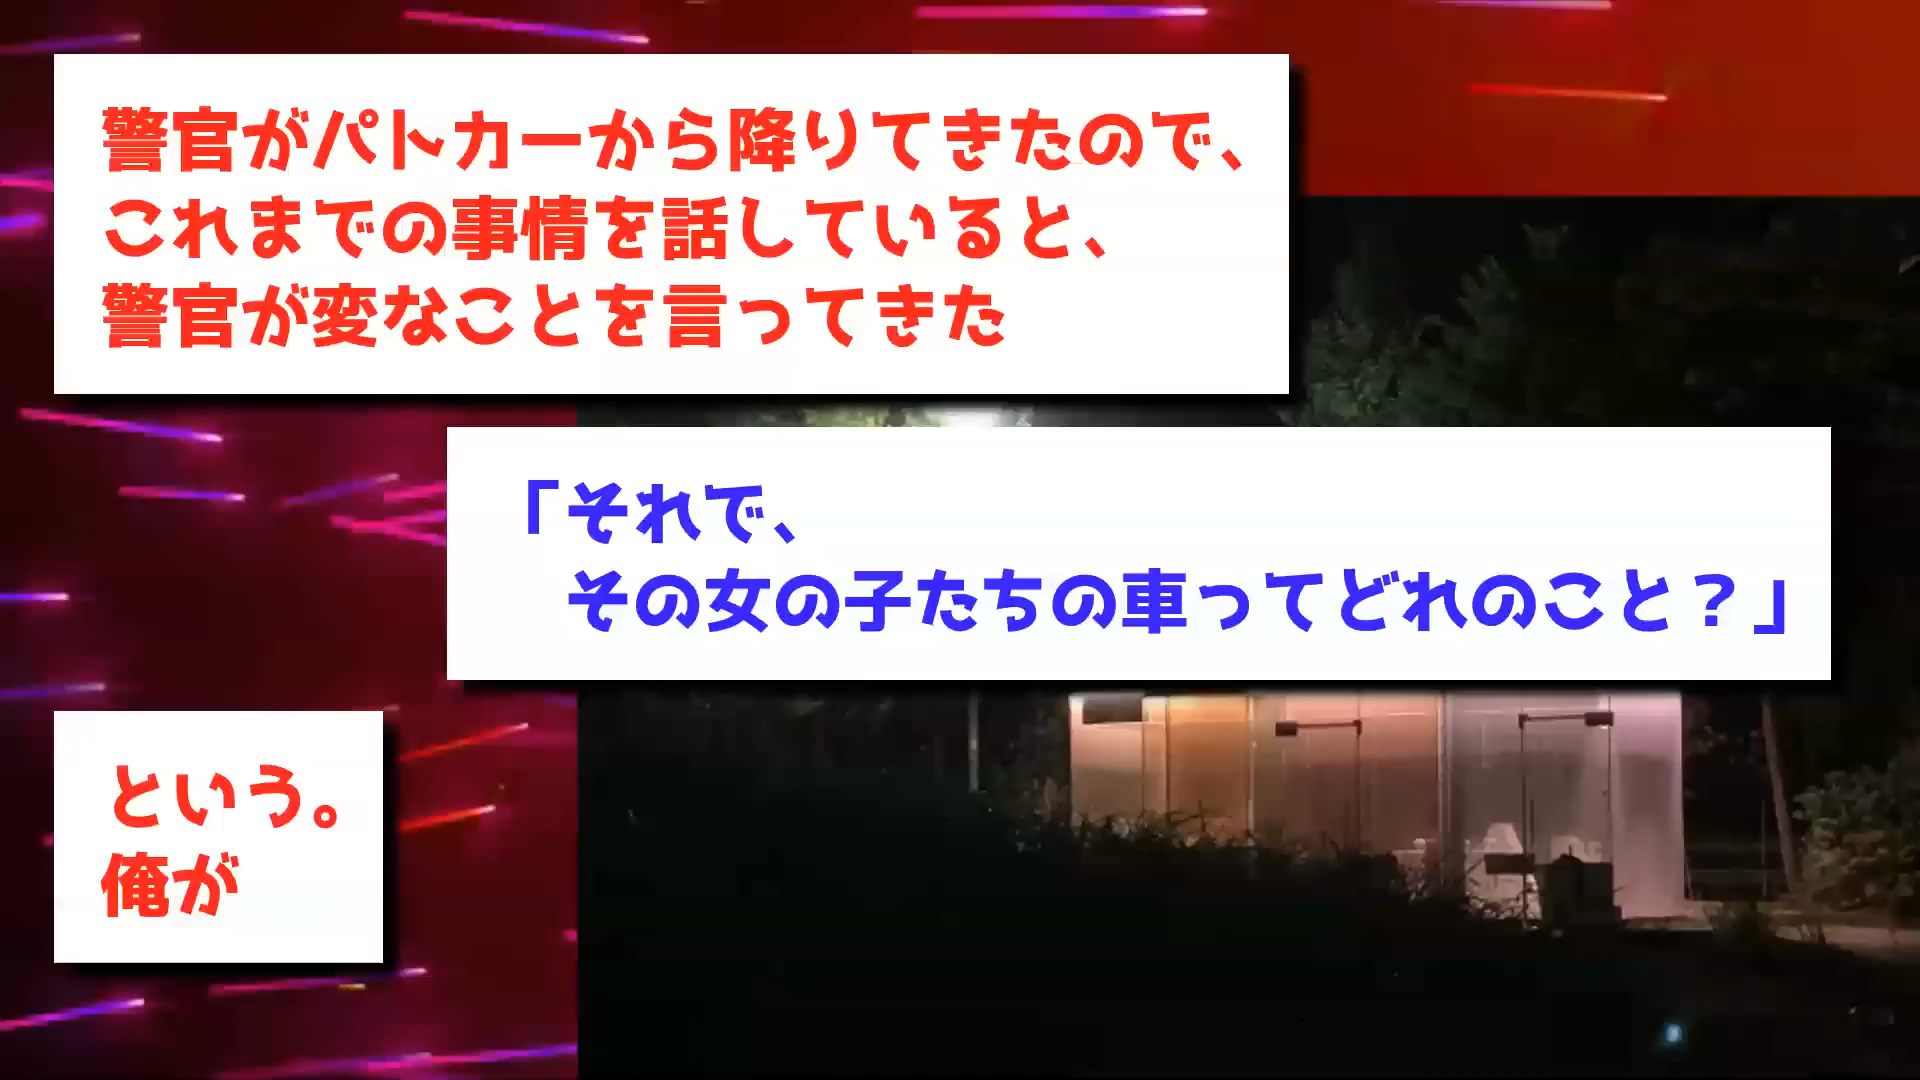 警官がパトカーから降りてきたので、
これまでの事情を話していると、
警官が変なことを言ってきた
「それで、
その女の子たちの車ってどれのこと？」
という。
俺が